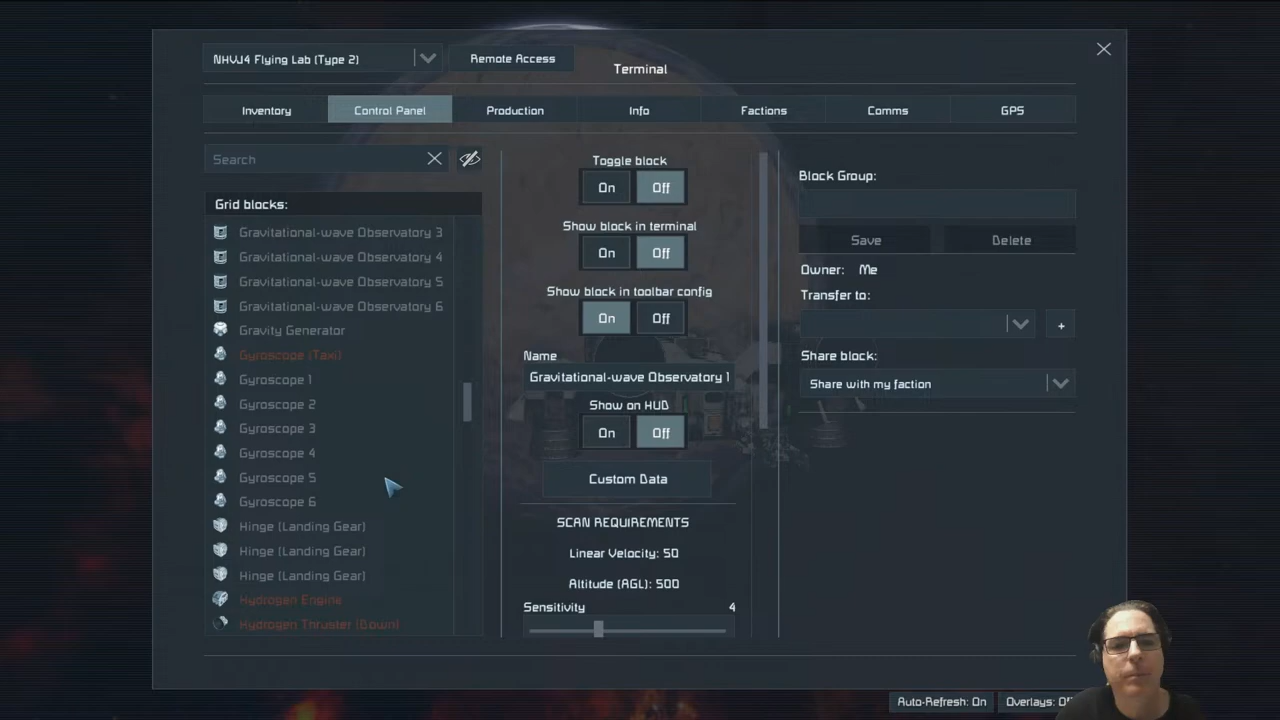 NHVJ4 Flying Lab (Type 2)
Remote Access
Terminal
Inventory
Control Panel
Production
Info
Factions
Comms
GPS
Search
Grid blocks:
Gravitational-wave Observatory 3
Gravitational-wave Observatory 4
Gravitational-wave Observatory 5
Gravitational-wave Observatory 6
Gravity Generator
Gyroscope (Taxi)
Gyroscope 1
Gyroscope 2
Gyroscope 3
Gyroscope 4
Gyroscope 5
Gyroscope 6
Hinge (Landing Gear)
Hinge (Landing Gear)
Hinge (Landing Gear)
Hydrogen Engine
Hydrogen Thruster (Down)
Toggle block
On Off
Show block in terminal
On Off
Show block in toolbar config
On Off
Name
Gravitational-wave Observatory 1
Show on HUD
On Off
Custom Data
SCAN REQUIREMENTS
Linear Velocity: 50
Altitude (AGL): 500
Sensitivity 4
Block Group:
Save
Delete
Owner: Me
Transfer to:
+
Share block:
Share with my faction
Auto-Refresh: On
Overlays: Off